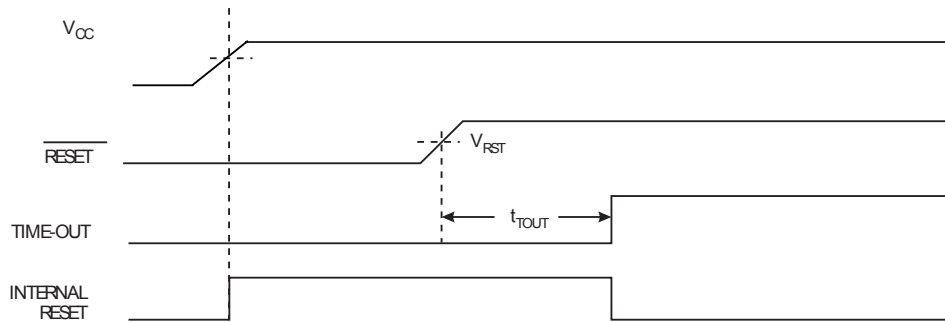 VCC
RESET
VRST
tTOUT
TIME-OUT
INTERNAL
RESET